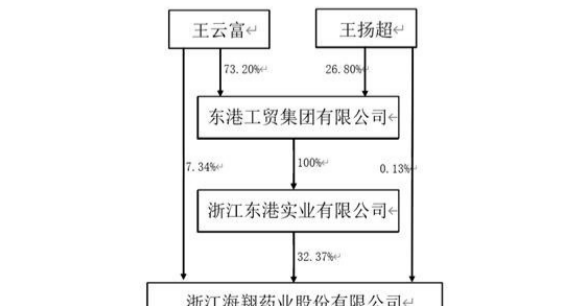 王云富 王扬超
73.20% 26.80%
东港工贸集团有限公司
7.34% 100% 0.13%
浙江东港实业有限公司
32.37%
浙江海翔药业股份有限公司